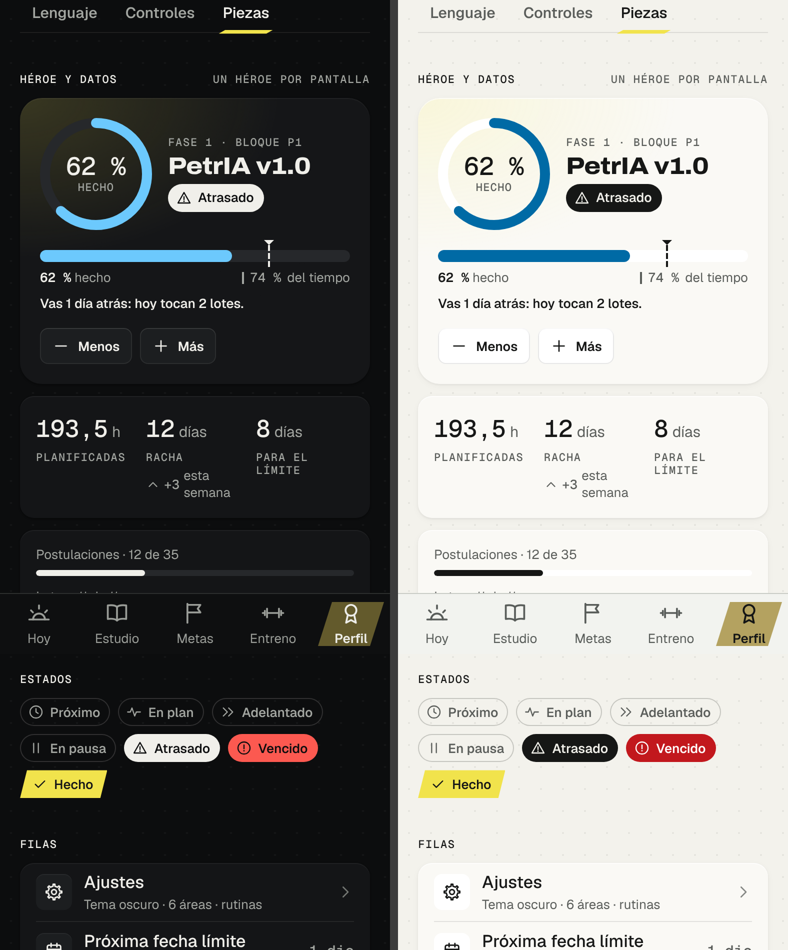 Lenguaje Controles Piezas
HÉROE Y DATOS UN HÉROE POR PANTALLA
62 %
HECHO
FASE 1 · BLOQUE P1
PetrIA v1.0
Atrasado
62 % hecho | 74 % del tiempo
Vas 1 día atrás: hoy tocan 2 lotes.
Menos Más
193,5 h 12 días 8 días
PLANIFICADAS RACHA PARA EL
LÍMITE
+3 esta
semana
Postulaciones · 12 de 35
Hoy Estudio Metas Entreno Perfil
ESTADOS
Próximo En plan Adelantado
En pausa Atrasado Vencido
Hecho
FILAS
Ajustes
Tema oscuro · 6 áreas · rutinas
Próxima fecha límite
Lenguaje Controles Piezas
HÉROE Y DATOS UN HÉROE POR PANTALLA
62 %
HECHO
FASE 1 · BLOQUE P1
PetrIA v1.0
Atrasado
62 % hecho | 74 % del tiempo
Vas 1 día atrás: hoy tocan 2 lotes.
Menos Más
193,5 h 12 días 8 días
PLANIFICADAS RACHA PARA EL
LÍMITE
+3 esta
semana
Postulaciones · 12 de 35
Hoy Estudio Metas Entreno Perfil
ESTADOS
Próximo En plan Adelantado
En pausa Atrasado Vencido
Hecho
FILAS
Ajustes
Tema oscuro · 6 áreas · rutinas
Próxima fecha límite